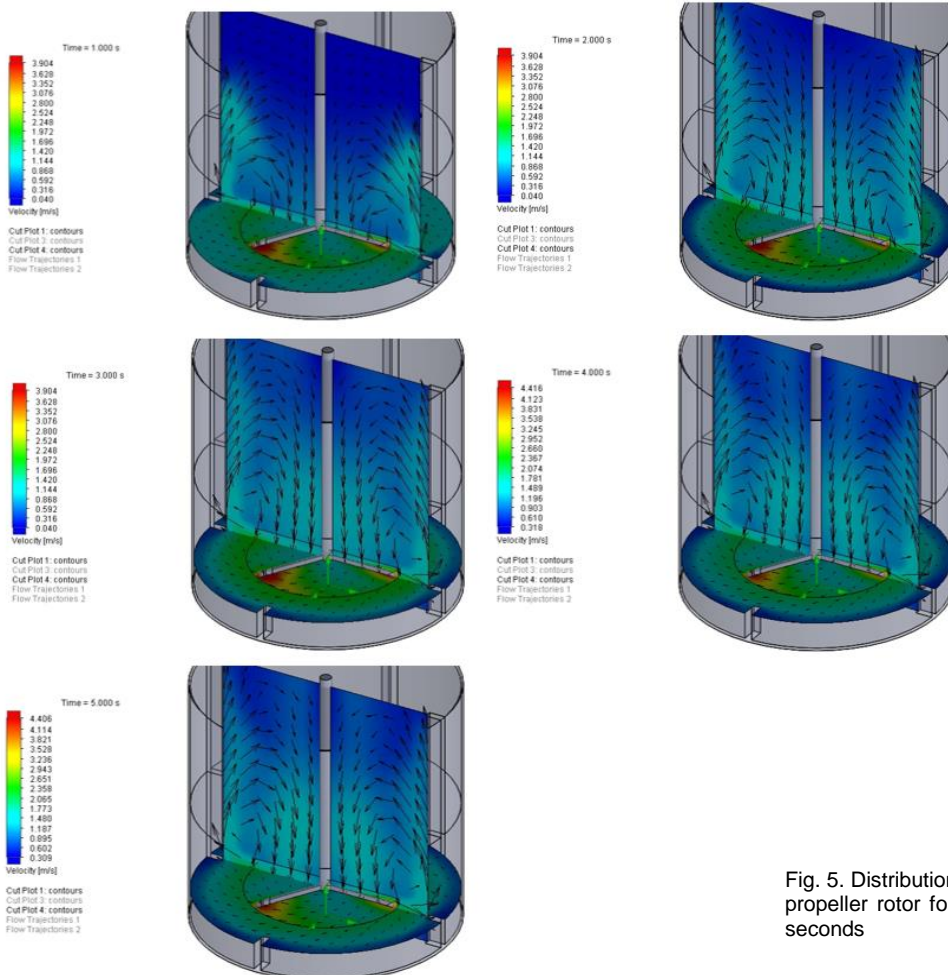 Time = 1.000 s
3.904
3.628
3.352
3.076
2.800
2.524
2.248
1.972
1.696
1.420
1.144
0.868
0.592
0.316
0.040
Velocity [m/s]
Cut Plot 1: contours
Cut Plot 3: contours
Cut Plot 4: contours
Flow Trajectories 1
Flow Trajectories 2
Time = 2.000 s
3.904
3.628
3.352
3.076
2.800
2.524
2.248
1.972
1.696
1.420
1.144
0.868
0.592
0.316
0.040
Velocity [m/s]
Cut Plot 1: contours
Cut Plot 3: contours
Cut Plot 4: contours
Flow Trajectories 1
Flow Trajectories 2
Time = 3.000 s
3.904
3.628
3.352
3.076
2.800
2.524
2.248
1.972
1.696
1.420
1.144
0.868
0.592
0.316
0.040
Velocity [m/s]
Cut Plot 1: contours
Cut Plot 3: contours
Cut Plot 4: contours
Flow Trajectories 1
Flow Trajectories 2
Time = 4.000 s
4.416
4.123
3.831
3.538
3.245
2.952
2.660
2.367
2.074
1.781
1.489
1.196
0.903
0.610
0.318
Velocity [m/s]
Cut Plot 1: contours
Cut Plot 3: contours
Cut Plot 4: contours
Flow Trajectories 1
Flow Trajectories 2
Time = 5.000 s
4.406
4.114
3.821
3.528
3.236
2.943
2.651
2.358
2.065
1.773
1.480
1.187
0.895
0.602
0.309
Velocity [m/s]
Cut Plot 1: contours
Cut Plot 3: contours
Cut Plot 4: contours
Flow Trajectories 1
Flow Trajectories 2
Fig. 5. Distribution
propeller rotor fo
seconds